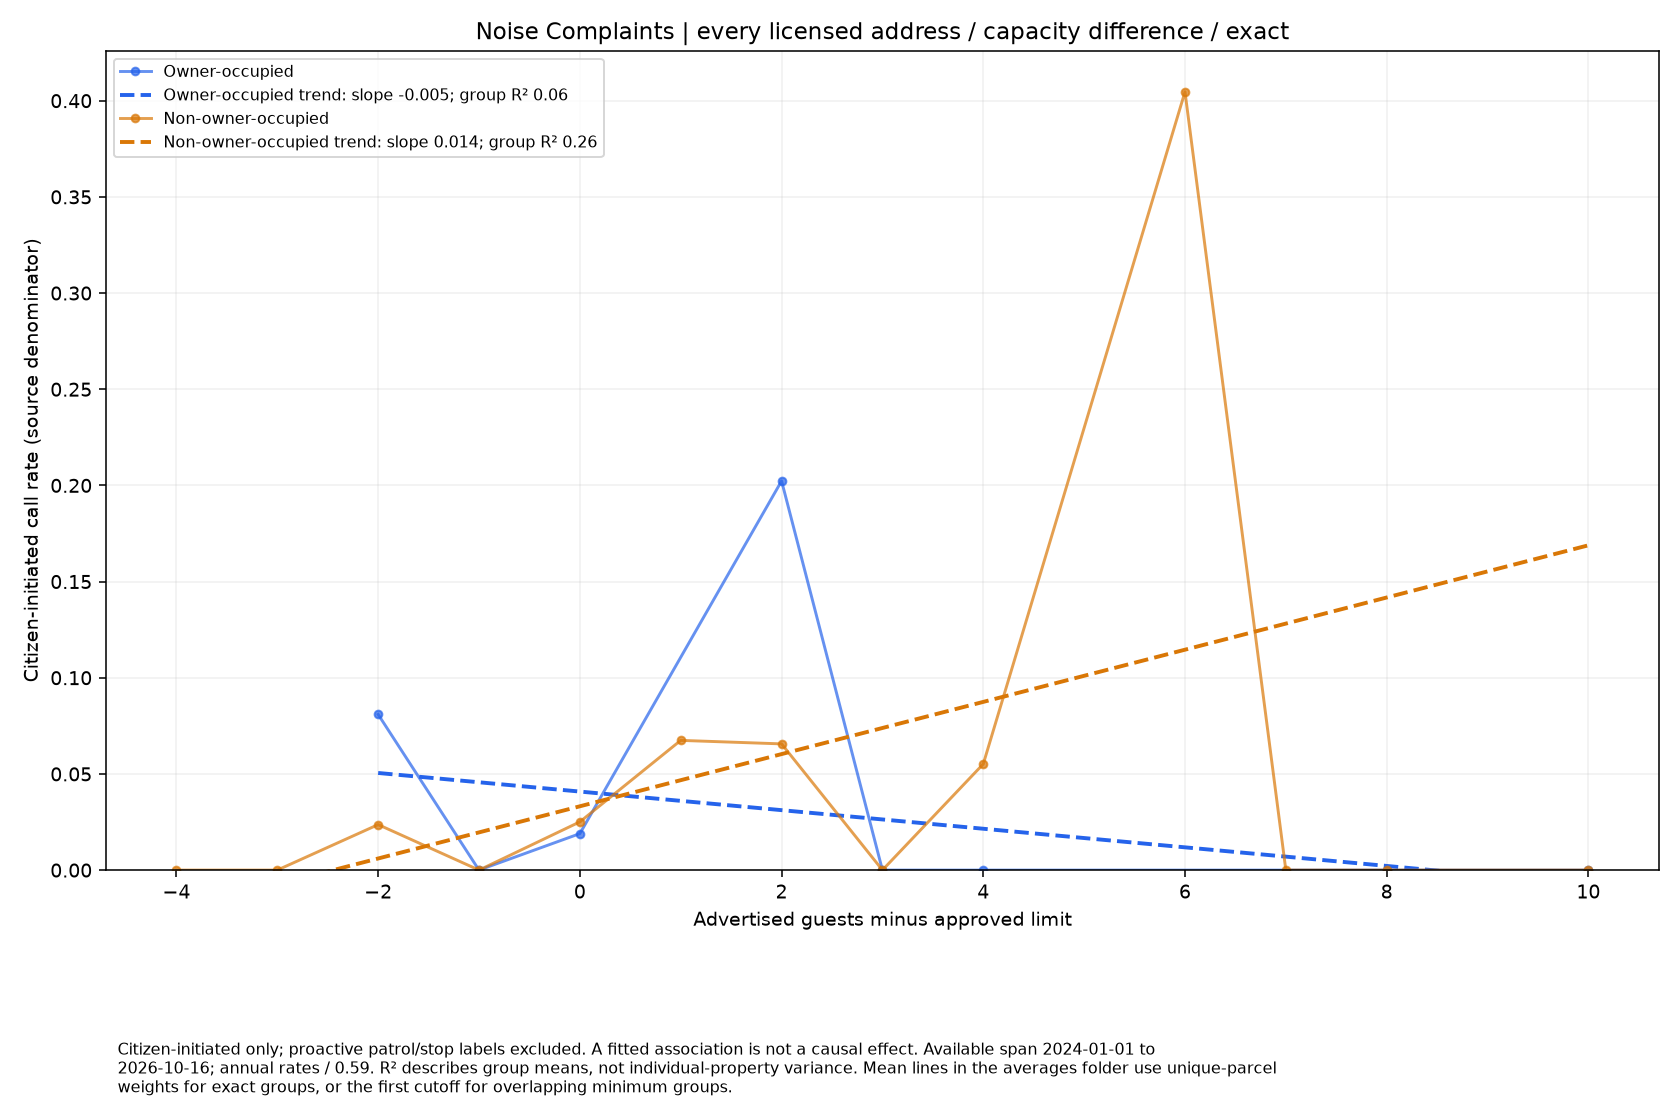 Noise Complaints | every licensed address / capacity difference / exact
Owner-occupied
Owner-occupied trend: slope -0.005; group R² 0.06
Non-owner-occupied
Non-owner-occupied trend: slope 0.014; group R² 0.26
Citizen-initiated call rate (source denominator)
0.40
0.35
0.30
0.25
0.20
0.15
0.10
0.05
0.00
−4
−2
0
2
4
6
8
10
Advertised guests minus approved limit
Citizen-initiated only; proactive patrol/stop labels excluded. A fitted association is not a causal effect. Available span 2024-01-01 to
2026-10-16; annual rates / 0.59. R² describes group means, not individual-property variance. Mean lines in the averages folder use unique-parcel
weights for exact groups, or the first cutoff for overlapping minimum groups.